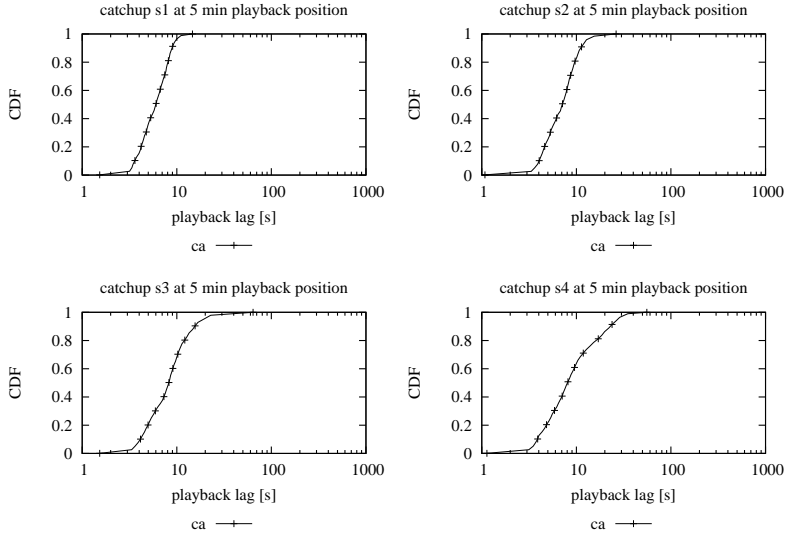 catchup s1 at 5 min playback position
1
0.8
0.6
0.4
0.2
0
CDF
1 10 100 1000
playback lag [s]
ca
catchup s2 at 5 min playback position
1
0.8
0.6
0.4
0.2
0
CDF
1 10 100 1000
playback lag [s]
ca
catchup s3 at 5 min playback position
1
0.8
0.6
0.4
0.2
0
CDF
1 10 100 1000
playback lag [s]
ca
catchup s4 at 5 min playback position
1
0.8
0.6
0.4
0.2
0
CDF
1 10 100 1000
playback lag [s]
ca